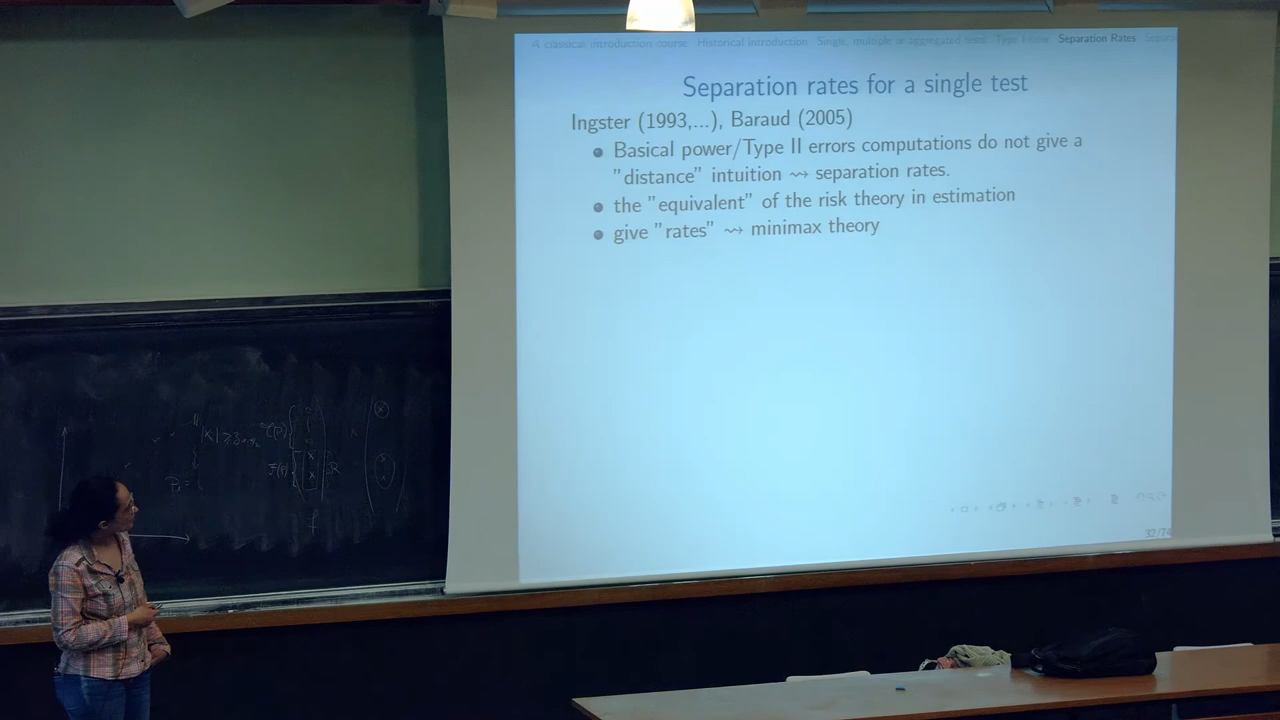 A classical introduction course Historical introduction Single, multiple or aggregated tests Type I error Separation Rates
Separation rates for a single test
Ingster (1993,...), Baraud (2005)
Basical power/Type II errors computations do not give a
"distance" intuition ⇝ separation rates.
the "equivalent" of the risk theory in estimation
give "rates" ⇝ minimax theory
32/74